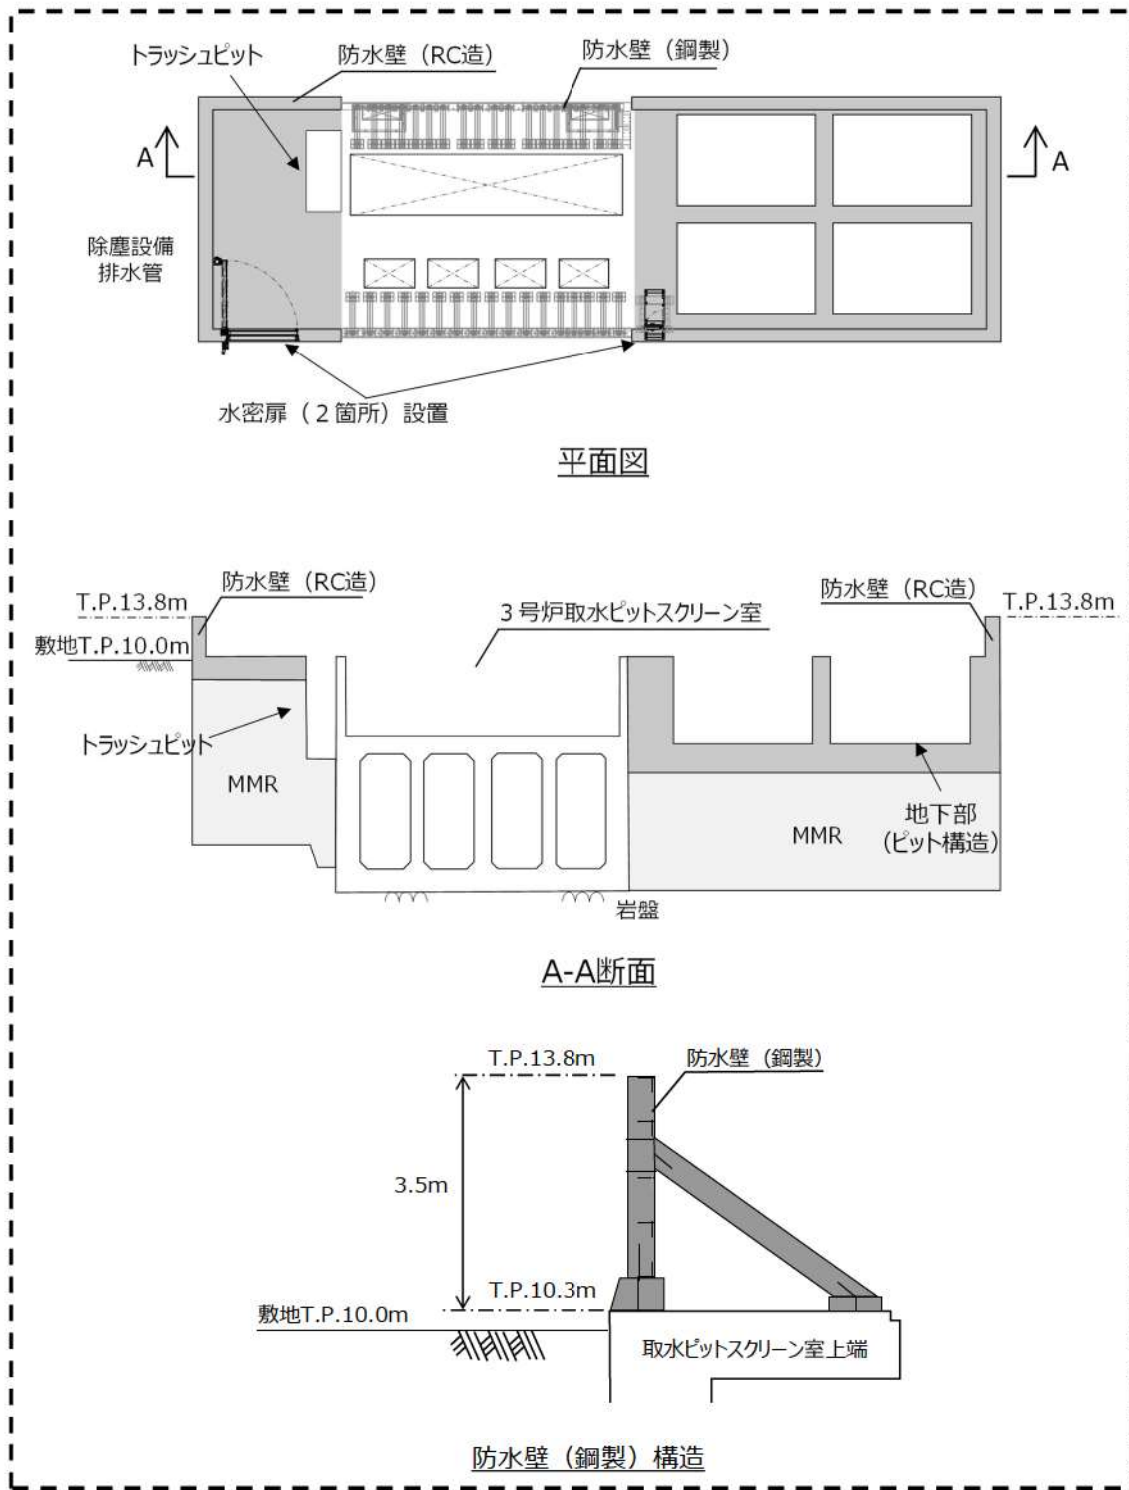 トラッシュピット
防水壁（RC造）
防水壁（鋼製）
A
A
除塵設備
排水管
水密扉（２箇所）設置
平面図
防水壁（RC造）
T.P.13.8m
３号炉取水ピットスクリーン室
防水壁（RC造）
T.P.13.8m
敷地T.P.10.0m
トラッシュピット
MMR
MMR
地下部
(ピット構造)
岩盤
A-A断面
T.P.13.8m
防水壁（鋼製）
3.5m
T.P.10.3m
敷地T.P.10.0m
取水ピットスクリーン室上端
防水壁（鋼製）構造